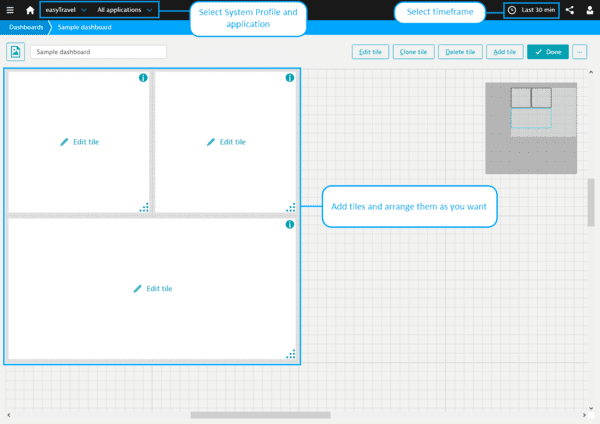 easyTravel
All applications
Select System Profile and
application
Select timeframe
Last 30 min
Dashboards
Sample dashboard
Sample dashboard
Edit tile
Clone tile
Delete tile
Add tile
Done
...
Edit tile
Edit tile
Add tiles and arrange them as you want
Edit tile